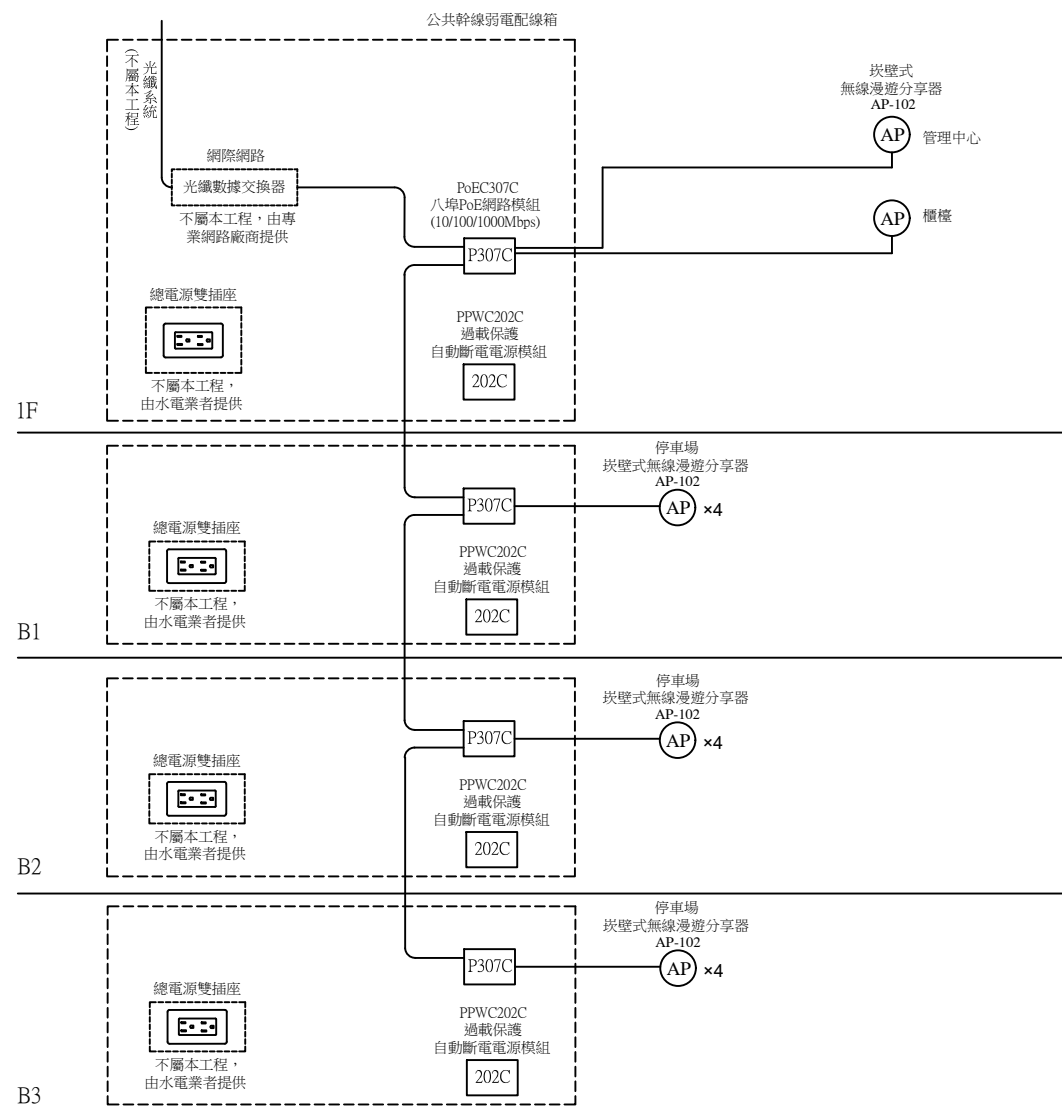 公共幹線弱電配線箱
光纖系統
(不屬本工程)
網際網路
光纖數據交換器
不屬本工程，由專
業網路廠商提供
PoEC307C
八埠PoE網路模組
(10/100/1000Mbps)
P307C
崁壁式
無線漫遊分享器
AP-102
AP
管理中心
AP
櫃檯
總電源雙插座
不屬本工程，
由水電業者提供
PPWC202C
過載保護
自動斷電電源模組
202C
1F
停車場
崁壁式無線漫遊分享器
AP-102
P307C
AP
×4
總電源雙插座
不屬本工程，
由水電業者提供
PPWC202C
過載保護
自動斷電電源模組
202C
B1
停車場
崁壁式無線漫遊分享器
AP-102
P307C
AP
×4
總電源雙插座
不屬本工程，
由水電業者提供
PPWC202C
過載保護
自動斷電電源模組
202C
B2
停車場
崁壁式無線漫遊分享器
AP-102
P307C
AP
×4
總電源雙插座
不屬本工程，
由水電業者提供
PPWC202C
過載保護
自動斷電電源模組
202C
B3